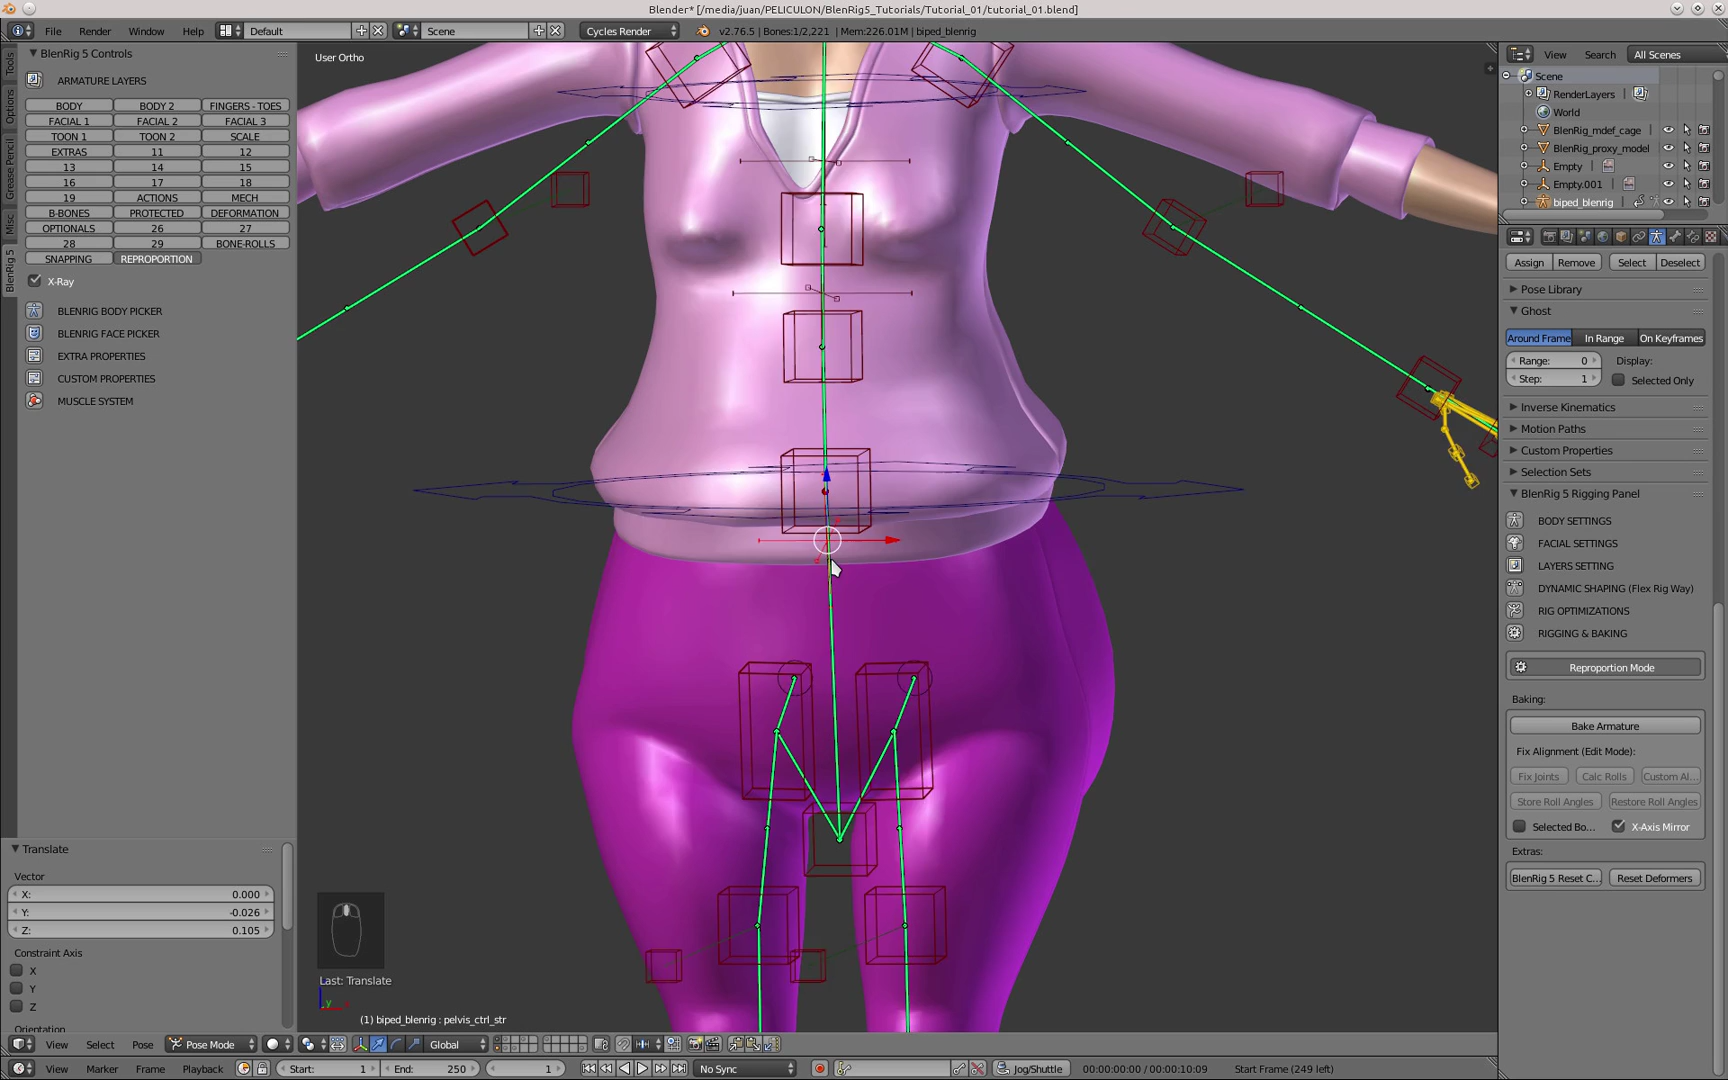 Blender* [/media/juan/PELICULON/BlenRig5_Tutorials/Tutorial_01/tutorial_01.blend]
File Render Window Help Default Scene Cycles Render v2.76.5 | Bones:1/2,221 | Mem:226.01M | biped_blenrig
BlenRig 5 Controls
ARMATURE LAYERS
BODY BODY 2 FINGERS - TOES
FACIAL 1 FACIAL 2 FACIAL 3
TOON 1 TOON 2 SCALE
EXTRAS 11 12
13 14 15
16 17 18
19 ACTIONS MECH
B-BONES PROTECTED DEFORMATION
OPTIONALS 26 27
28 29 BONE-ROLLS
SNAPPING REPROPORTION
X-Ray
BLENRIG BODY PICKER
BLENRIG FACE PICKER
EXTRA PROPERTIES
CUSTOM PROPERTIES
MUSCLE SYSTEM
Tools
Options
Grease Pencil
Misc
BlenRig 5
Translate
Vector
X: 0.000
Y: -0.026
Z: 0.105
Constraint Axis
X
Y
Z
Orientation
User Ortho
Last: Translate
y
(1) biped_blenrig : pelvis_ctrl_str
View Search All Scenes
Scene
RenderLayers
World
BlenRig_mdef_cage
BlenRig_proxy_model
Empty
Empty.001
biped_blenrig
Assign Remove Select Deselect
Pose Library
Ghost
Around Frame In Range On Keyframes
Range: 0 Display:
Step: 1 Selected Only
Inverse Kinematics
Motion Paths
Custom Properties
Selection Sets
BlenRig 5 Rigging Panel
BODY SETTINGS
FACIAL SETTINGS
LAYERS SETTING
DYNAMIC SHAPING (Flex Rig Way)
RIG OPTIMIZATIONS
RIGGING & BAKING
Reproportion Mode
Baking:
Bake Armature
Fix Alignment (Edit Mode):
Fix Joints Calc Rolls Custom Al...
Store Roll Angles Restore Roll Angles
Selected Bo... X-Axis Mirror
Extras:
BlenRig 5 Reset C... Reset Deformers
View Select Pose Pose Mode Global
View Marker Frame Playback Start: 1 End: 250 1 No Sync Jog/Shuttle 00:00:00:00 / 00:00:10:09 Start Frame (249 left)